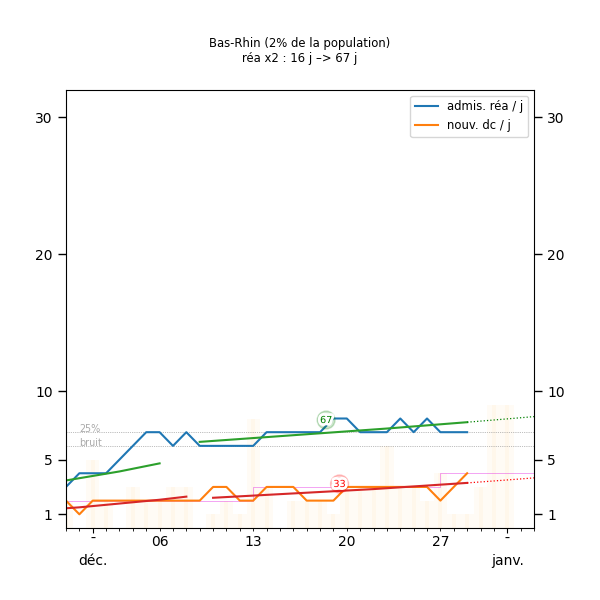 Bas-Rhin (2% de la population)
réa x2 : 16 j –> 67 j
admis. réa / j
nouv. dc / j
30
30
20
20
10
10
67
25%
bruit
5
5
33
1
1
-
06
13
20
27
-
déc.
janv.